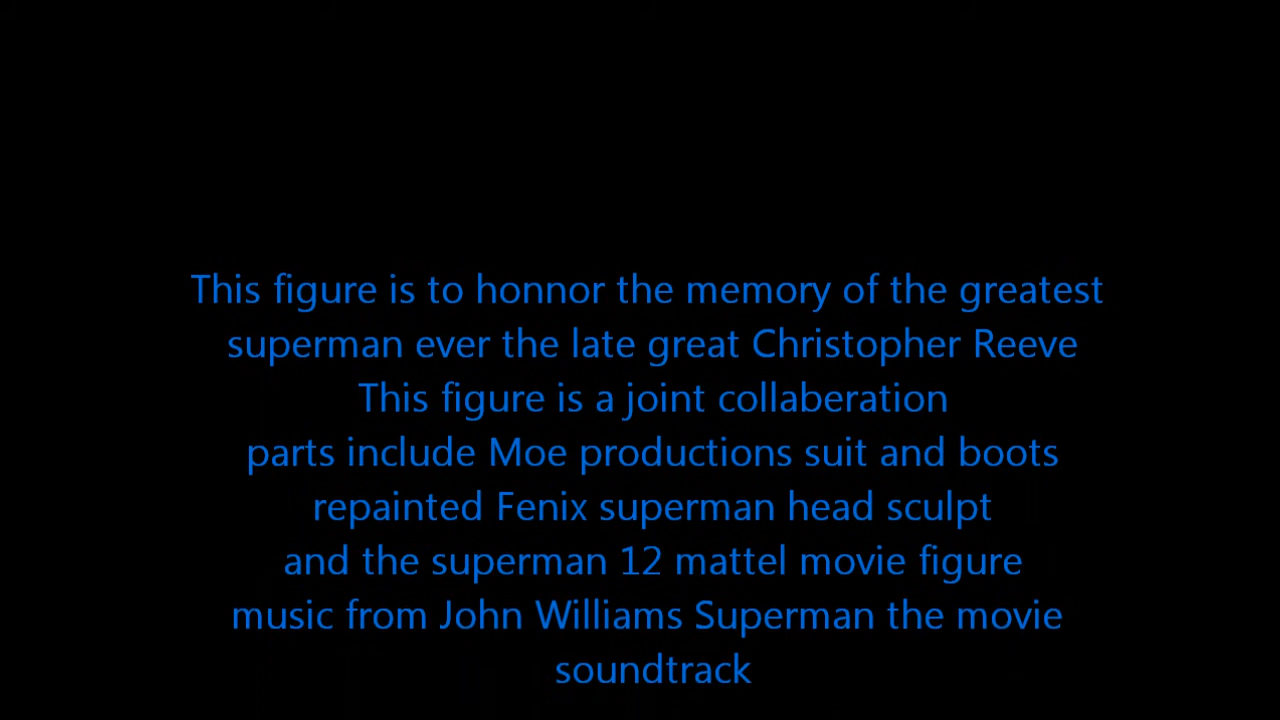 This figure is to honnor the memory of the greatest
superman ever the late great Christopher Reeve
This figure is a joint collaberation
parts include Moe productions suit and boots
repainted Fenix superman head sculpt
and the superman 12 mattel movie figure
music from John Williams Superman the movie
soundtrack